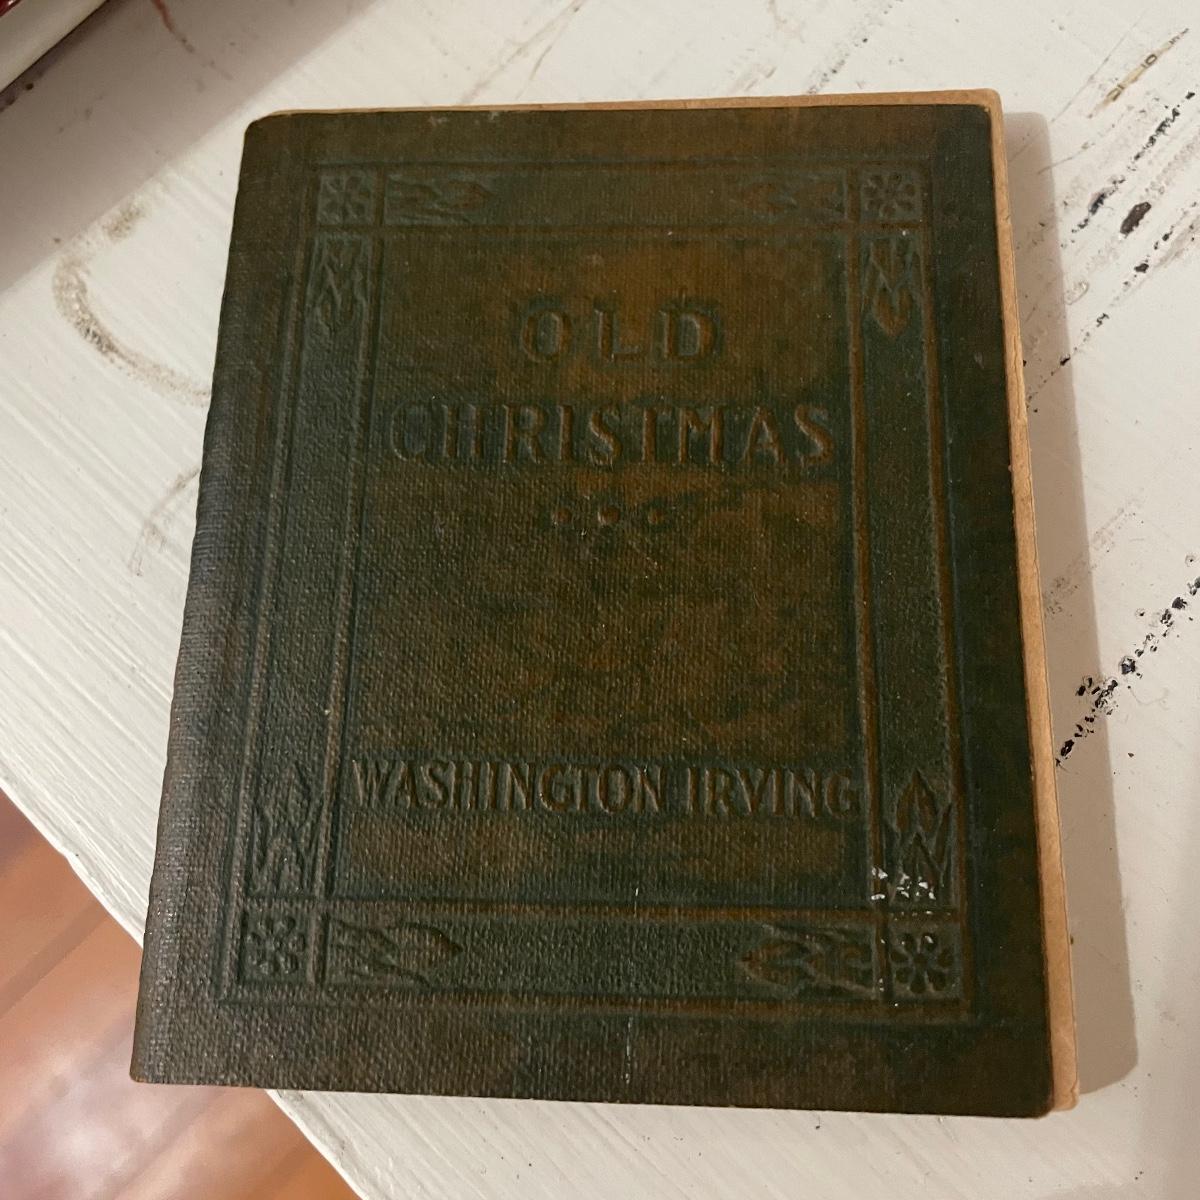 OLD
CHRISTMAS
• • •
WASHINGTON IRVING